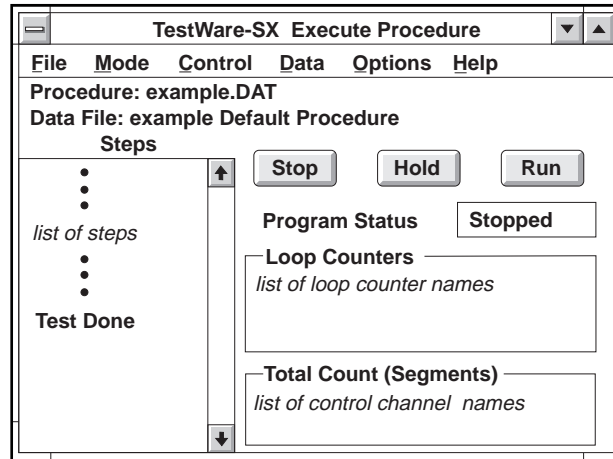 TestWare-SX Execute Procedure
File Mode Control Data Options Help
Procedure: example.DAT
Data File: example Default Procedure
Steps
list of steps
Test Done
Stop Hold Run
Program Status Stopped
Loop Counters
list of loop counter names
Total Count (Segments)
list of control channel names